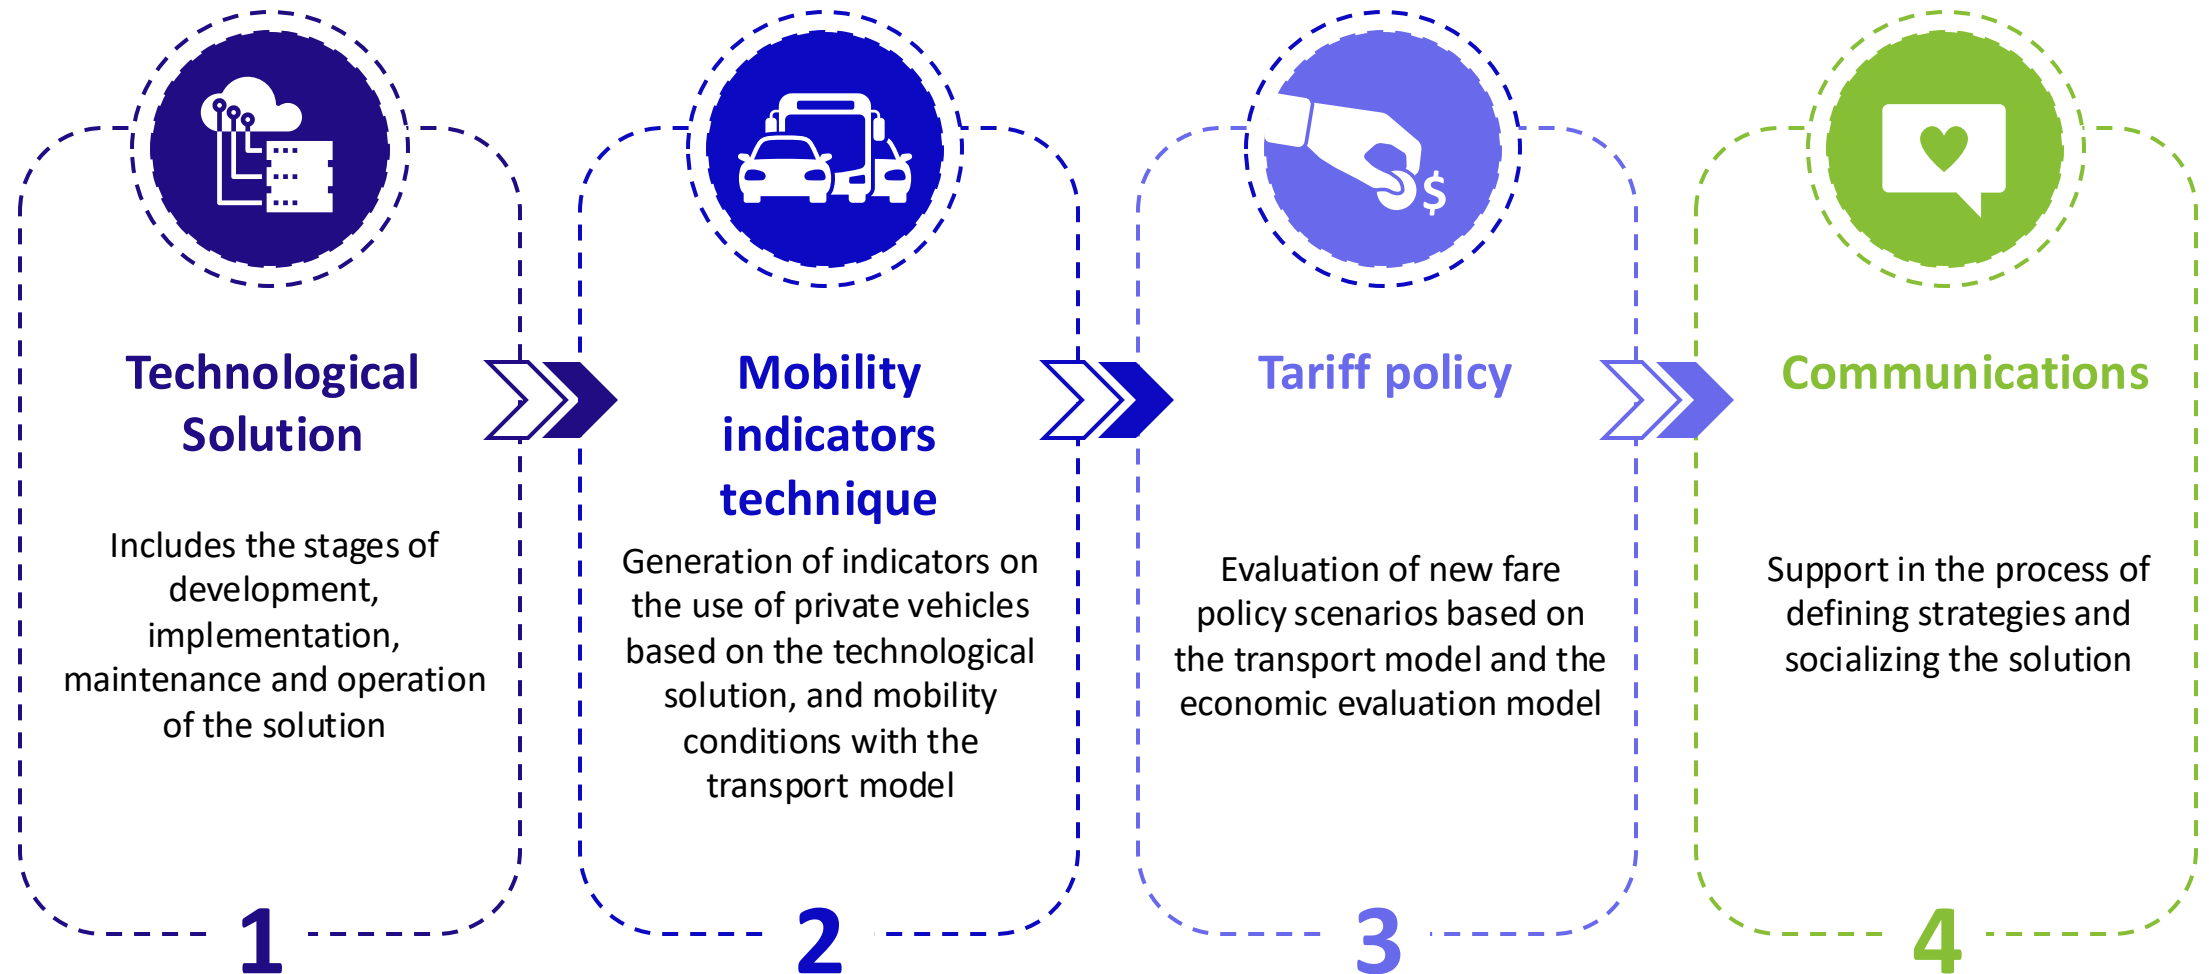 $
Technological
Solution
Includes the stages of
development,
implementation,
maintenance and operation
of the solution
1
Mobility
indicators
technique
Generation of indicators on
the use of private vehicles
based on the technological
solution, and mobility
conditions with the
transport model
2
Tariff policy
Evaluation of new fare
policy scenarios based on
the transport model and the
economic evaluation model
3
Communications
Support in the process of
defining strategies and
socializing the solution
4